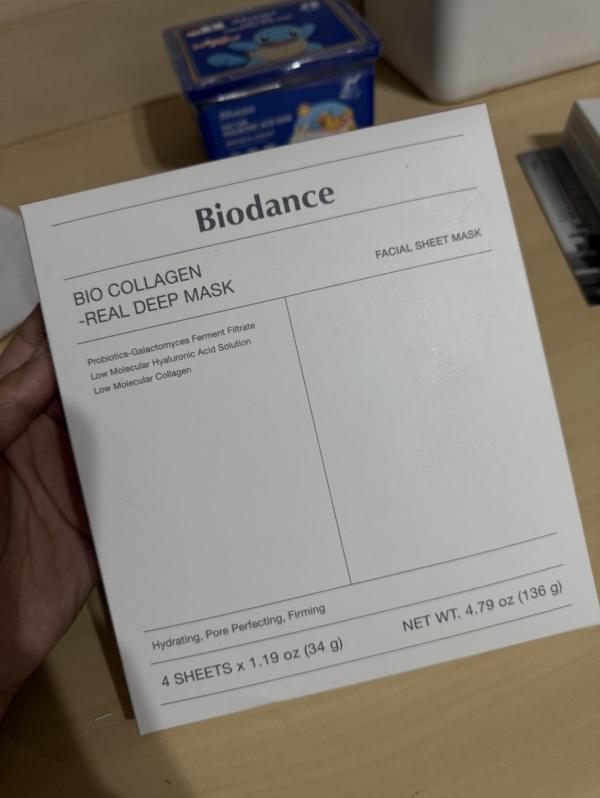 Biodance
BIO COLLAGEN
-REAL DEEP MASK
FACIAL SHEET MASK
Probiotics-Galactomyces Ferment Filtrate
Low Molecular Hyaluronic Acid Solution
Low Molecular Collagen
Hydrating, Pore Perfecting, Firming
4 SHEETS x 1.19 oz (34 g)
NET WT. 4.79 oz (136 g)